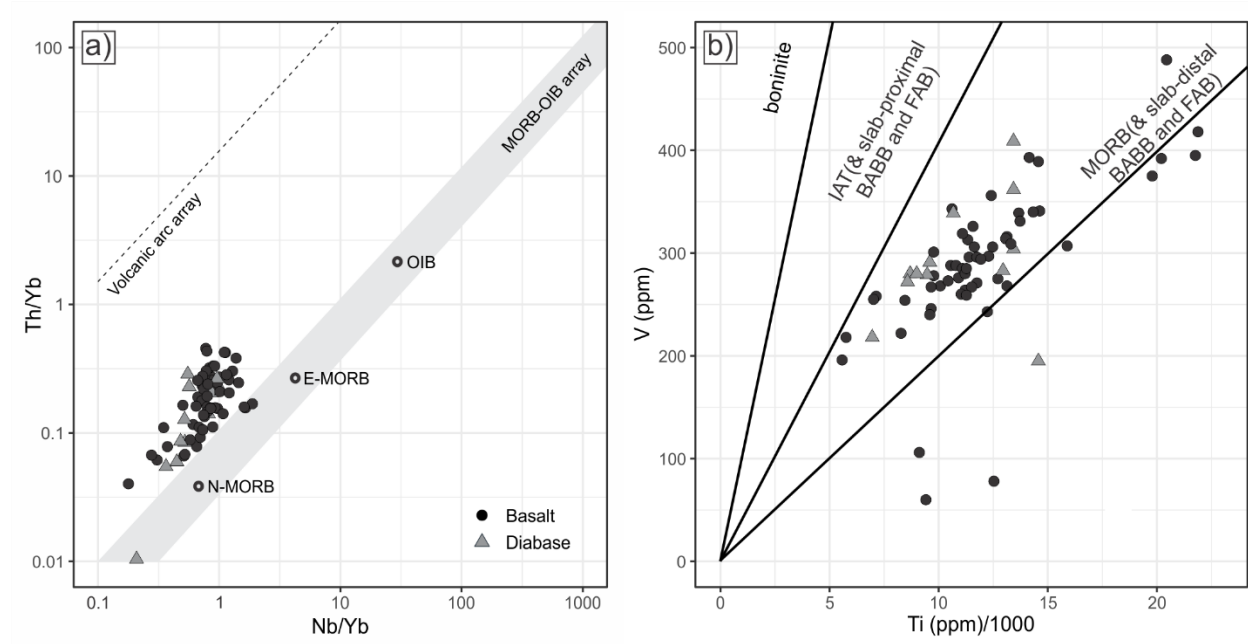 a)
100
10
1
0.1
0.01
Th/Yb
0.1
1
10
100
1000
Nb/Yb
Volcanic arc array
MORB-OIB array
OIB
E-MORB
N-MORB
Basalt
Diabase
b)
500
400
300
200
100
0
V (ppm)
0
5
10
15
20
Ti (ppm)/1000
boninite
IAT(& slab-proximal
BABB and FAB)
MORB(& slab-distal
BABB and FAB)